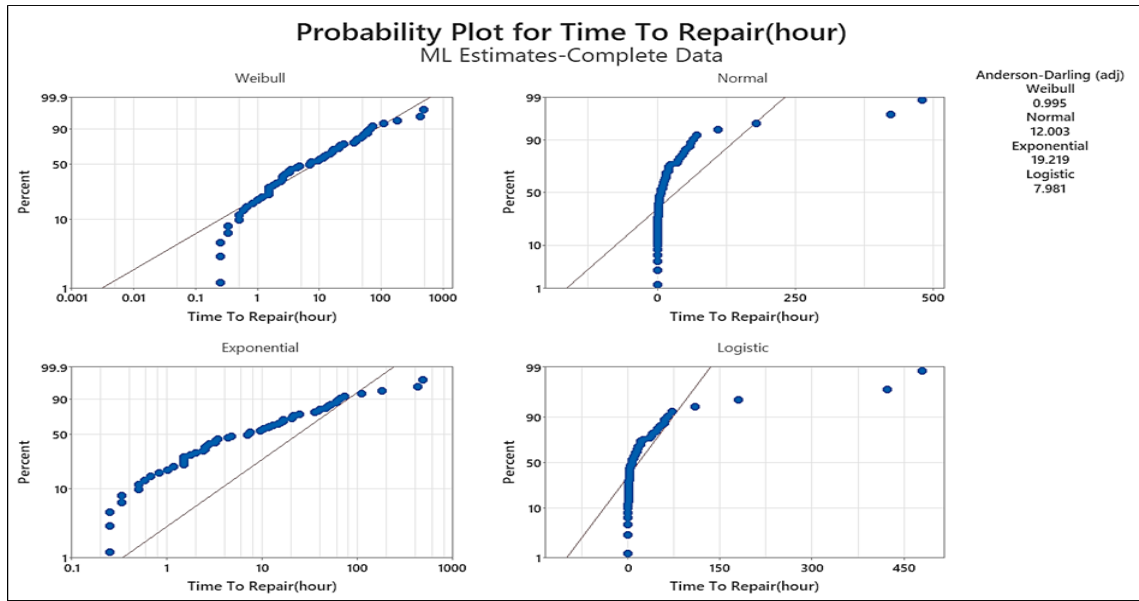 Probability Plot for Time To Repair(hour)
ML Estimates-Complete Data
Weibull
99.9
90
50
10
1
Percent
0.001 0.01 0.1 1 10 100 1000
Time To Repair(hour)
Normal
99
90
50
10
1
Percent
0 250 500
Time To Repair(hour)
Anderson-Darling (adj)
Weibull
0.995
Normal
12.003
Exponential
19.219
Logistic
7.981
Exponential
99.9
90
50
10
1
Percent
0.1 1 10 100 1000
Time To Repair(hour)
Logistic
99
90
50
10
1
Percent
0 150 300 450
Time To Repair(hour)